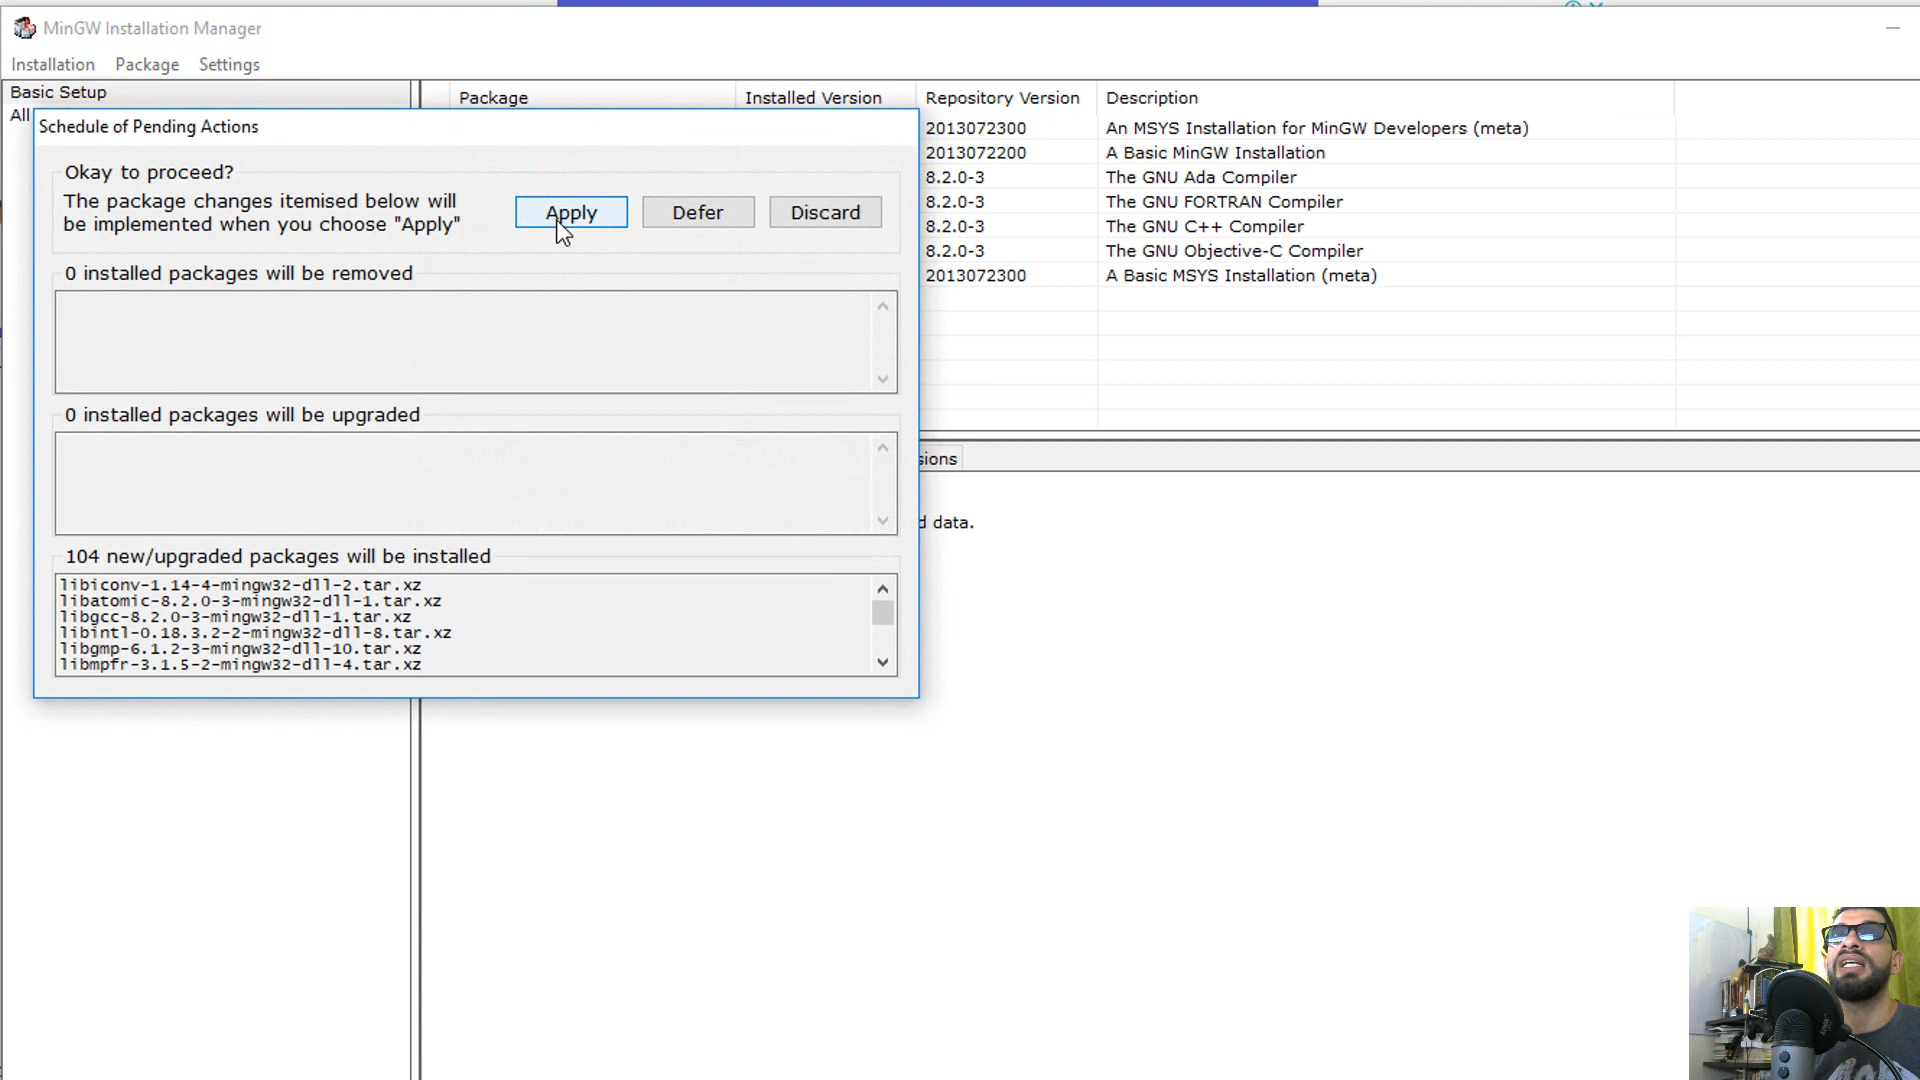 MinGW Installation Manager
Installation Package Settings
Basic Setup
All
Package Installed Version Repository Version Description
2013072300 An MSYS Installation for MinGW Developers (meta)
2013072200 A Basic MinGW Installation
8.2.0-3 The GNU Ada Compiler
8.2.0-3 The GNU FORTRAN Compiler
8.2.0-3 The GNU C++ Compiler
8.2.0-3 The GNU Objective-C Compiler
2013072300 A Basic MSYS Installation (meta)
sions
d data.
Schedule of Pending Actions
Okay to proceed?
The package changes itemised below will
be implemented when you choose "Apply"
Apply Defer Discard
0 installed packages will be removed
0 installed packages will be upgraded
104 new/upgraded packages will be installed
libiconv-1.14-4-mingw32-dll-2.tar.xz
libatomic-8.2.0-3-mingw32-dll-1.tar.xz
libgcc-8.2.0-3-mingw32-dll-1.tar.xz
libintl-0.18.3.2-2-mingw32-dll-8.tar.xz
libgmp-6.1.2-3-mingw32-dll-10.tar.xz
libmpfr-3.1.5-2-mingw32-dll-4.tar.xz